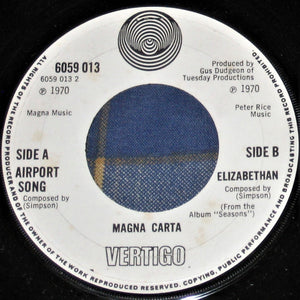 6059 013
6059 013 2
℗ 1970
Magna Music
SIDE A
AIRPORT
SONG
Composed by
(Simpson)
Produced by
Gus Dudgeon of
Tuesday Productions
℗ 1970
Peter Rice
Music
SIDE B
ELIZABETHAN
Composed by
(Simpson)
(From the
Album "Seasons")
MAGNA CARTA
VERTIGO
ALL RIGHTS OF THE RECORD PRODUCER AND OF THE OWNER OF THE WORK REPRODUCED RESERVED. COPYING, PUBLIC PERFORMANCE AND BROADCASTING OF THIS RECORD PROHIBITED